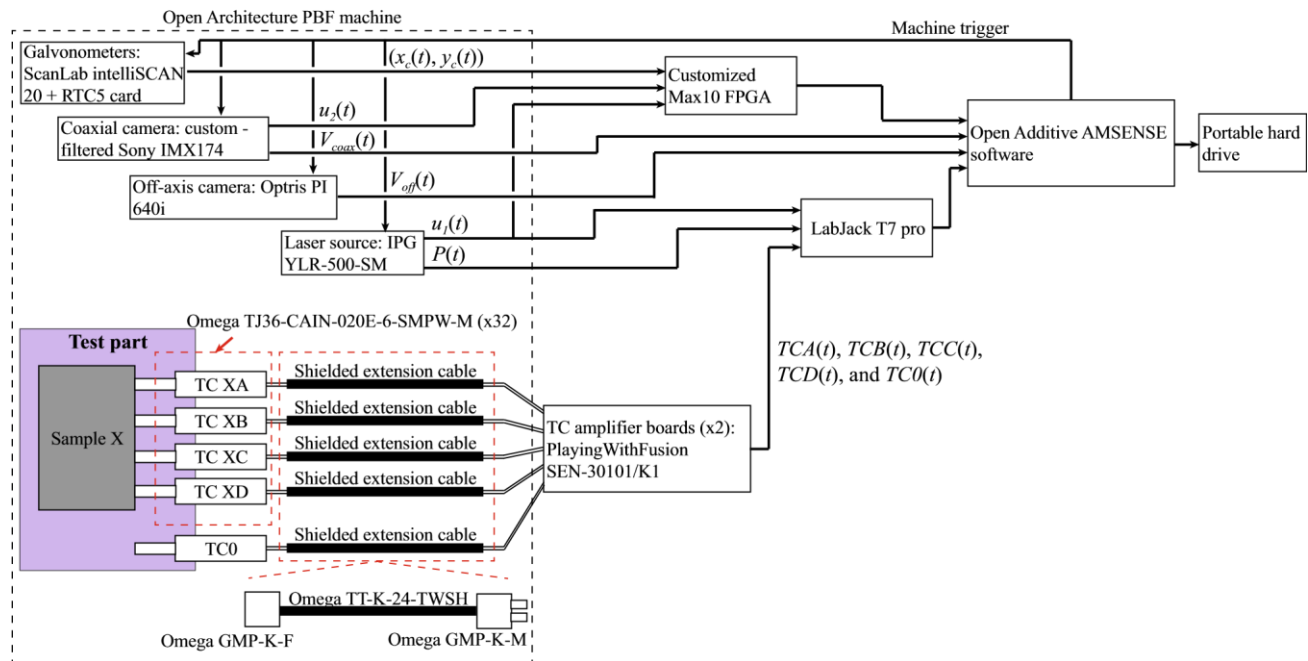 Open Architecture PBF machine
Machine trigger
Galvonometers:
ScanLab intelliSCAN
20 + RTC5 card
(x_c(t), y_c(t))
Customized
Max10 FPGA
u_2(t)
Coaxial camera: custom -
filtered Sony IMX174
V_coax(t)
Open Additive AMSENSE
software
Portable hard
drive
Off-axis camera: Optris PI
640i
V_off(t)
u_1(t)
Laser source: IPG
YLR-500-SM
P(t)
LabJack T7 pro
Omega TJ36-CAIN-020E-6-SMPW-M (x32)
Test part
TCA(t), TCB(t), TCC(t),
TCD(t), and TC0(t)
Sample X
TC XA
Shielded extension cable
TC XB
Shielded extension cable
TC XC
Shielded extension cable
TC XD
Shielded extension cable
TC0
Shielded extension cable
TC amplifier boards (x2):
PlayingWithFusion
SEN-30101/K1
Omega TT-K-24-TWSH
Omega GMP-K-F
Omega GMP-K-M